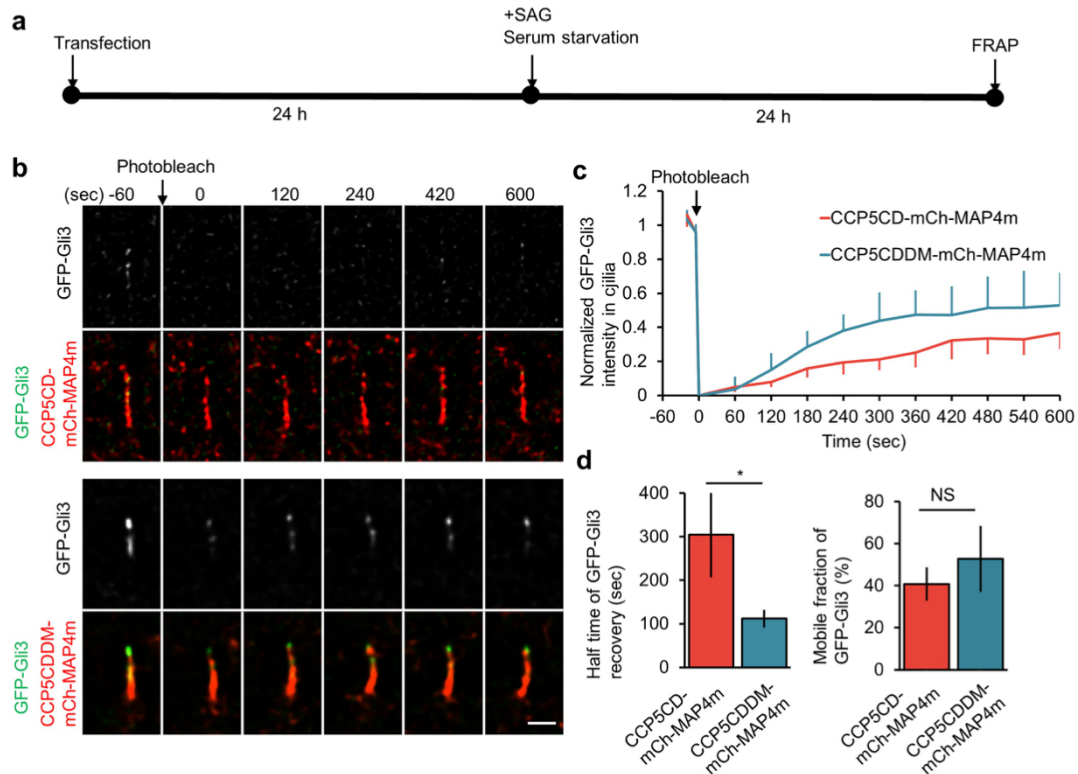 a
Transfection
+SAG
Serum starvation
FRAP
24 h
24 h
b
Photobleach
(sec) -60 0 120 240 420 600
GFP-Gli3
GFP-Gli3
CCP5CD-
mCh-MAP4m
GFP-Gli3
GFP-Gli3
CCP5CDDM-
mCh-MAP4m
c
Photobleach
Normalized GFP-Gli3
intensity in cjilia
1.2
1
0.8
0.6
0.4
0.2
0
CCP5CD-mCh-MAP4m
CCP5CDDM-mCh-MAP4m
-60 0 60 120 180 240 300 360 420 480 540 600
Time (sec)
d
Half time of GFP-Gli3
recovery (sec)
400
300
200
100
0
*
CCP5CD-
mCh-MAP4m
CCP5CDDM-
mCh-MAP4m
Mobile fraction of
GFP-Gli3 (%)
80
60
40
20
0
NS
CCP5CD-
mCh-MAP4m
CCP5CDDM-
mCh-MAP4m